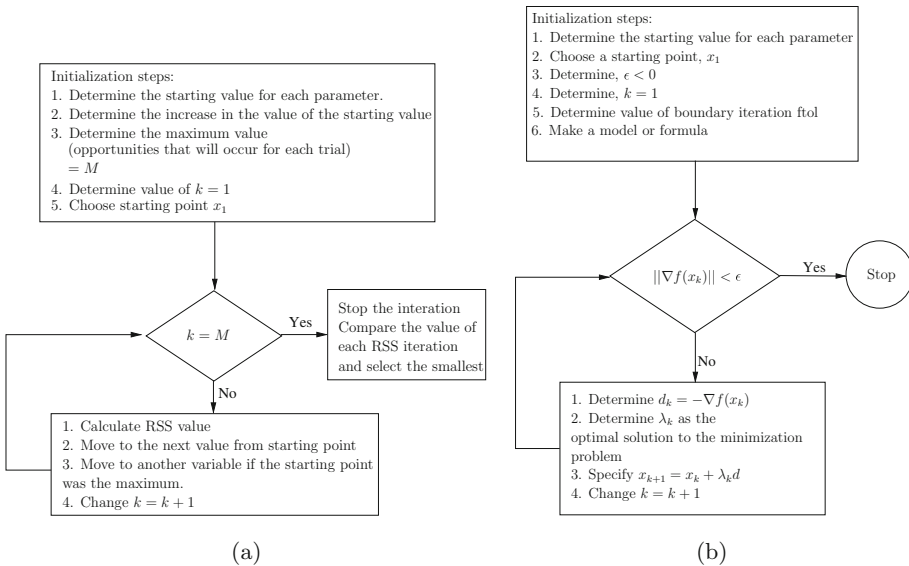 Initialization steps:
1. Determine the starting value for each parameter.
2. Determine the increase in the value of the starting value
3. Determine the maximum value
(opportunities that will occur for each trial)
= M
4. Determine value of k = 1
5. Choose starting point x₁
k = M
Yes
Stop the interation
Compare the value of
each RSS iteration
and select the smallest
No
1. Calculate RSS value
2. Move to the next value from starting point
3. Move to another variable if the starting point
was the maximum.
4. Change k = k + 1
(a)
Initialization steps:
1. Determine the starting value for each parameter
2. Choose a starting point, x₁
3. Determine, ϵ < 0
4. Determine, k = 1
5. Determine value of boundary iteration ftol
6. Make a model or formula
||∇f(xₖ)|| < ϵ
Yes
Stop
No
1. Determine dₖ = −∇f(xₖ)
2. Determine λₖ as the
optimal solution to the minimization
problem
3. Specify xₖ₊₁ = xₖ + λₖd
4. Change k = k + 1
(b)